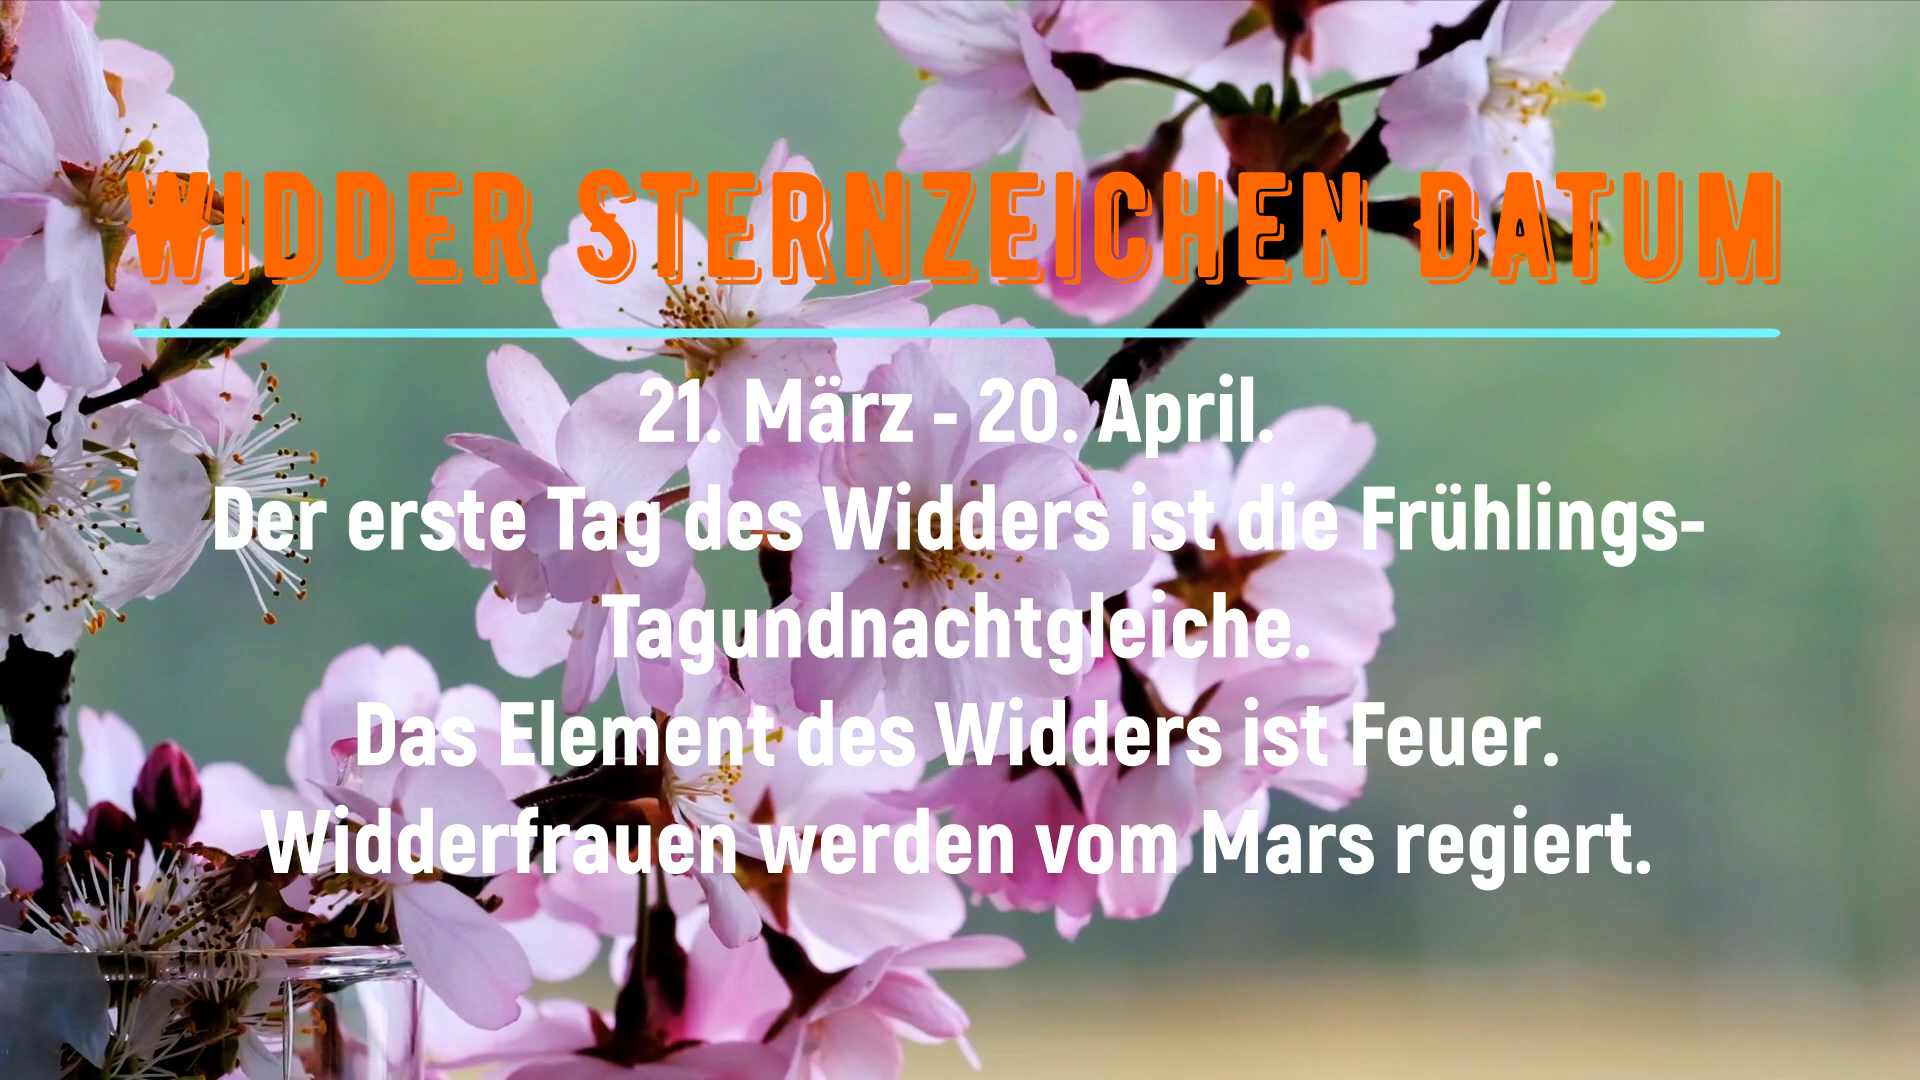 Widder Sternzeichen Datum
21. März - 20. April.
Der erste Tag des Widders ist die Frühlings-
Tagundnachtgleiche.
Das Element des Widders ist Feuer.
Widderfrauen werden vom Mars regiert.